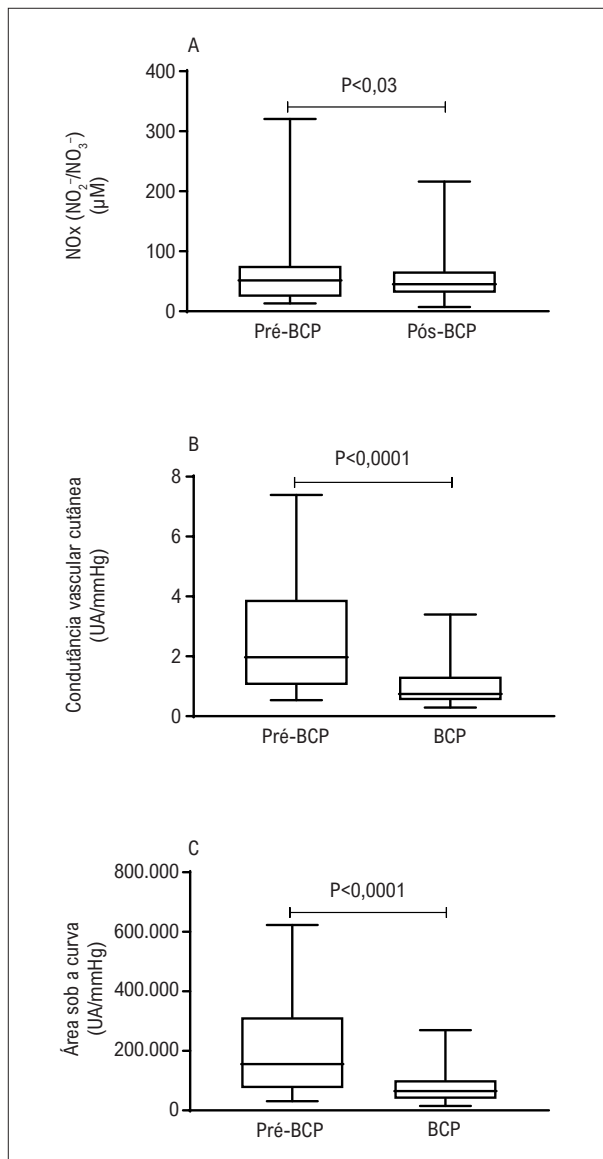 A
NOx (NO₂⁻/NO₃⁻)
(µM)
400
300
200
100
0
P<0,03
Pré-BCP
Pós-BCP
B
Condutância vascular cutânea
(UA/mmHg)
8
6
4
2
0
P<0,0001
Pré-BCP
BCP
C
Área sob a curva
(UA/mmHg)
800.000
600.000
400.000
200.000
0
P<0,0001
Pré-BCP
BCP